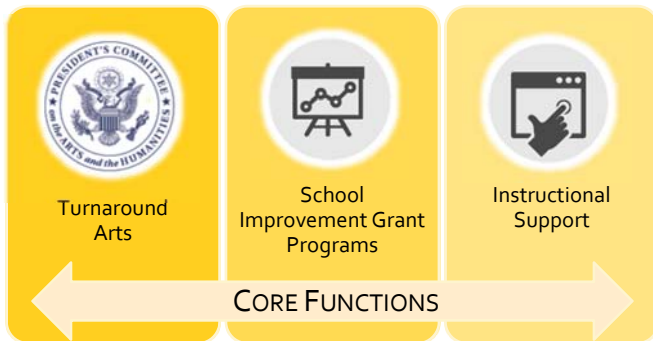 PRESIDENT'S COMMITTEE
on the ARTS and the HUMANITIES
Turnaround
Arts
School
Improvement Grant
Programs
Instructional
Support
CORE FUNCTIONS